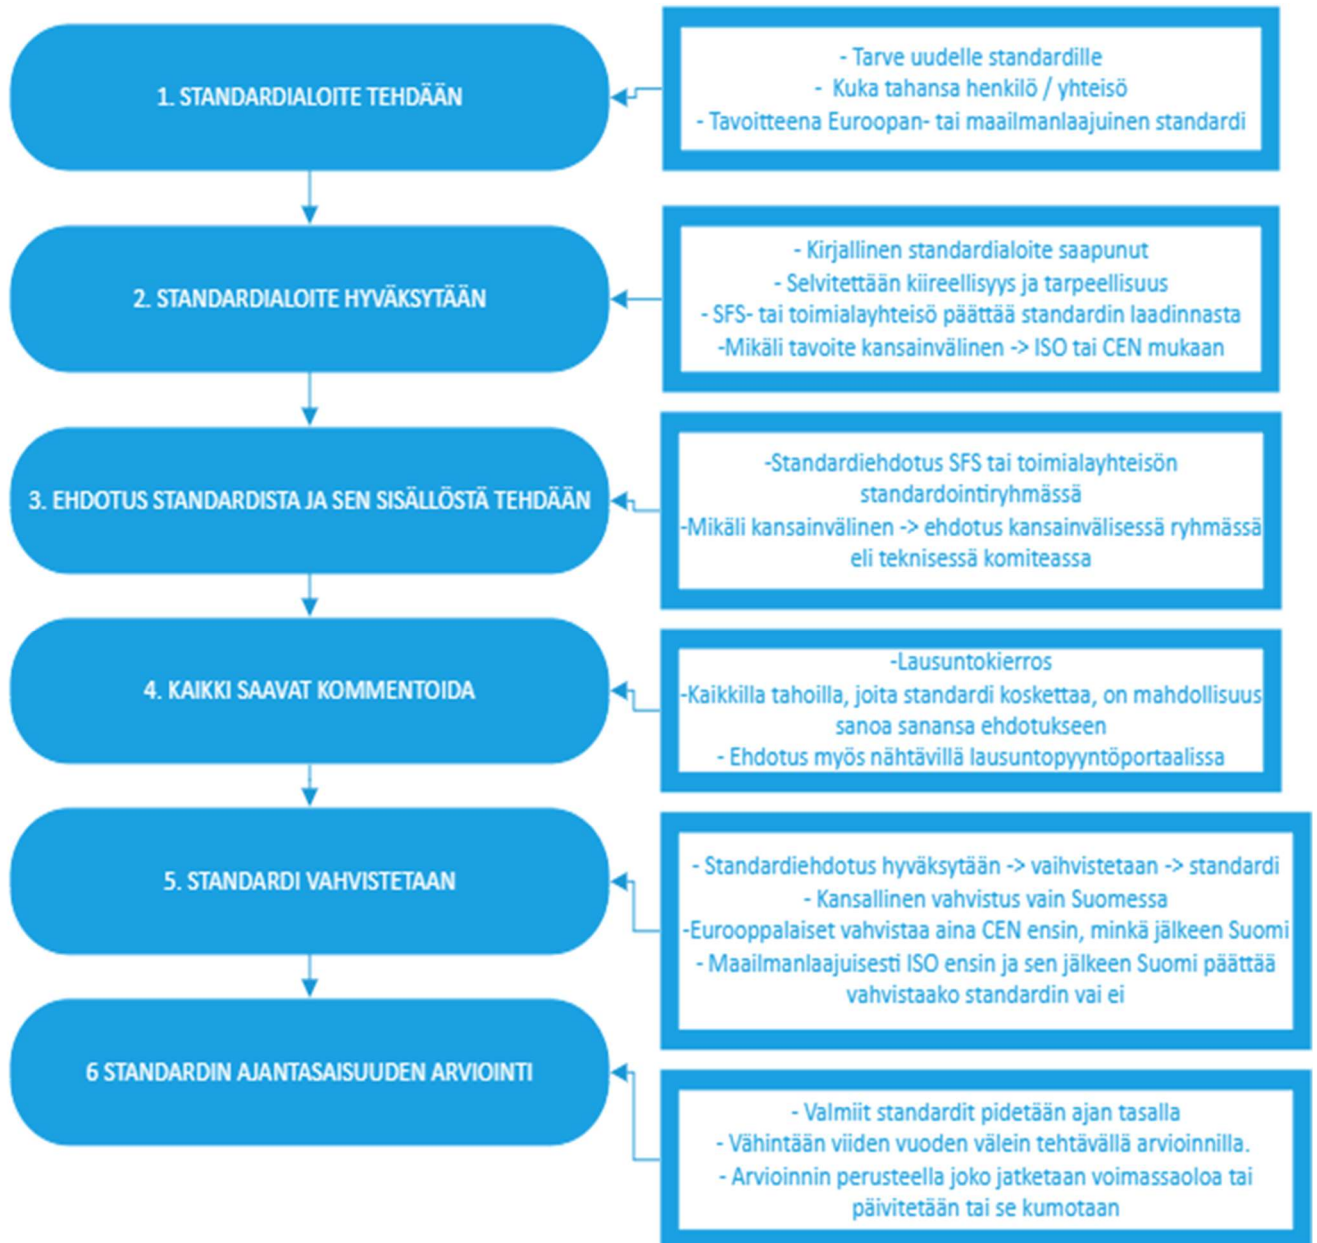 1. STANDARDIALOITE TEHDÄÄN
- Tarve uudelle standardille
- Kuka tahansa henkilö / yhteisö
- Tavoitteena Euroopan- tai maailmanlaajuinen standardi
2. STANDARDIALOITE HYVÄKSYTÄÄN
- Kirjallinen standardialoite saapunut
- Selvitettään kiireellisyys ja tarpeellisuus
- SFS- tai toimialayhteisö päättää standardin laadinnasta
-Mikäli tavoite kansainvälinen -> ISO tai CEN mukaan
3. EHDOTUS STANDARDISTA JA SEN SISÄLLÖSTÄ TEHDÄÄN
-Standardiehdotus SFS tai toimialayhteisön
standardointiryhmässä
-Mikäli kansainvälinen -> ehdotus kansainvälisessä ryhmässä
eli teknisessä komiteassa
4. KAIKKI SAAVAT KOMMENTOIDA
-Lausuntokierros
-Kaikkilla tahoilla, joita standardi koskettaa, on mahdollisuus
sanoa sanansa ehdotukseen
- Ehdotus myös nähtävillä lausuntopyyntöportaalissa
5. STANDARDI VAHVISTETAAN
- Standardiehdotus hyväksytään -> vaihvistetaan -> standardi
- Kansallinen vahvistus vain Suomessa
-Eurooppalaiset vahvistaa aina CEN ensin, minkä jälkeen Suomi
- Maailmanlaajuisesti ISO ensin ja sen jälkeen Suomi päättää
vahvistaako standardin vai ei
6 STANDARDIN AJANTASAISUUDEN ARVIOINTI
- Valmiit standardit pidetään ajan tasalla
- Vähintään viiden vuoden välein tehtävällä arvioinnilla.
- Arvioinnin perusteella joko jatketaan voimassaoloa tai
päivitetään tai se kumotaan